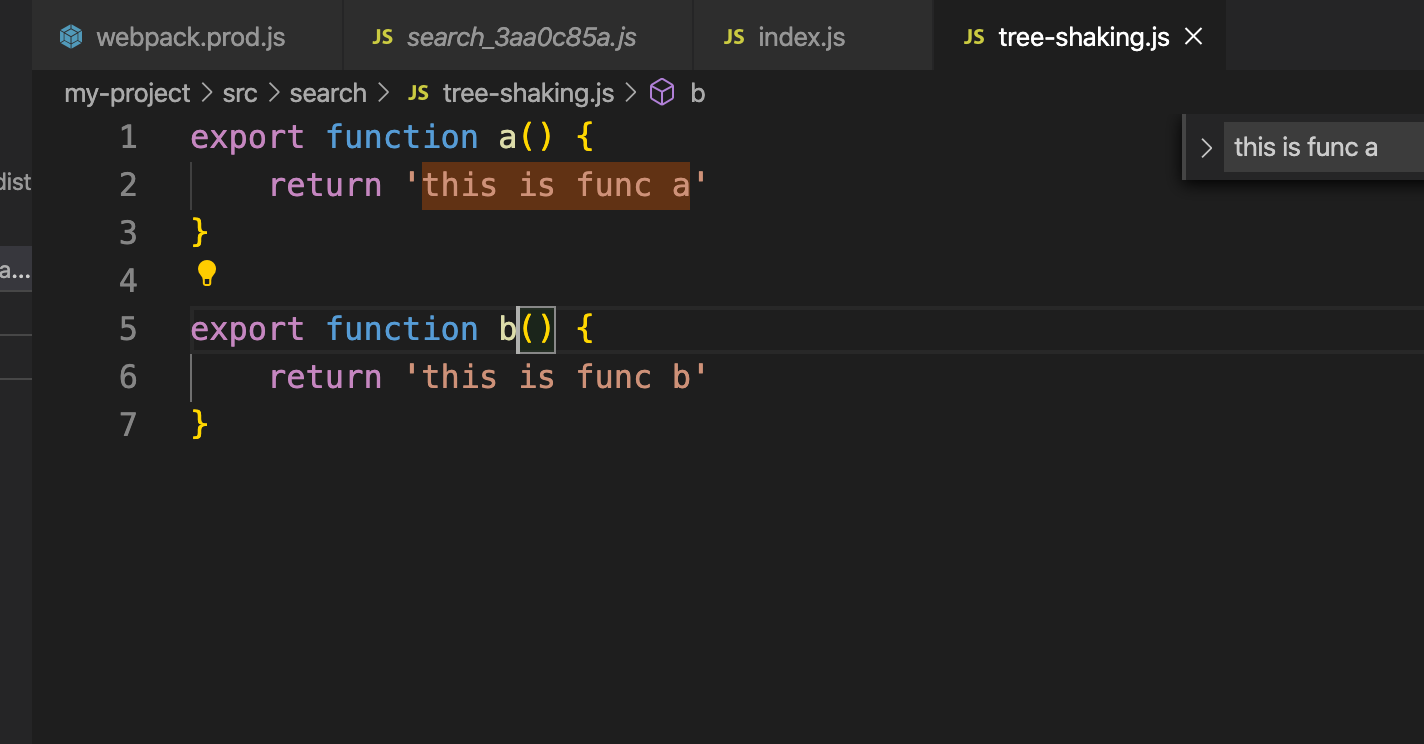 webpack.prod.js JS search_3aa0c85a.js JS index.js JS tree-shaking.js
my-project > src > search > JS tree-shaking.js > b
this is func a
dist
a...
1 export function a() {
2     return 'this is func a'
3 }
4
5 export function b() {
6     return 'this is func b'
7 }